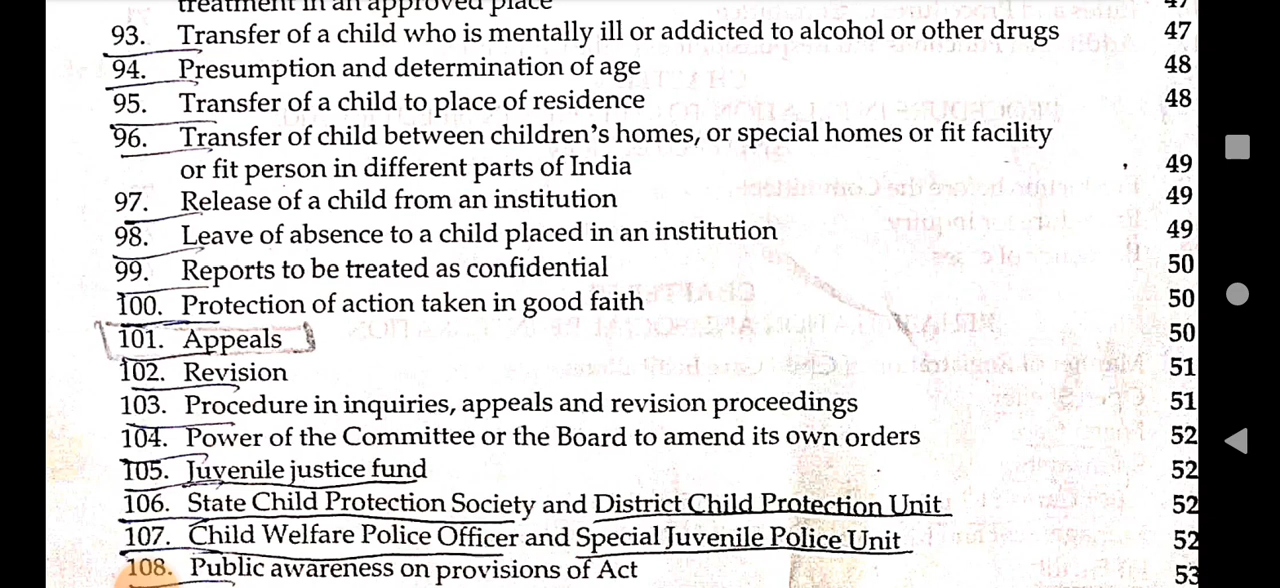 treatment in an approved place 47
93. Transfer of a child who is mentally ill or addicted to alcohol or other drugs 47
94. Presumption and determination of age 48
95. Transfer of a child to place of residence 48
96. Transfer of child between children's homes, or special homes or fit facility
or fit person in different parts of India 49
97. Release of a child from an institution 49
98. Leave of absence to a child placed in an institution 49
99. Reports to be treated as confidential 50
100. Protection of action taken in good faith 50
101. Appeals 50
102. Revision 51
103. Procedure in inquiries, appeals and revision proceedings 51
104. Power of the Committee or the Board to amend its own orders 52
105. Juvenile justice fund 52
106. State Child Protection Society and District Child Protection Unit 52
107. Child Welfare Police Officer and Special Juvenile Police Unit 52
108. Public awareness on provisions of Act 53